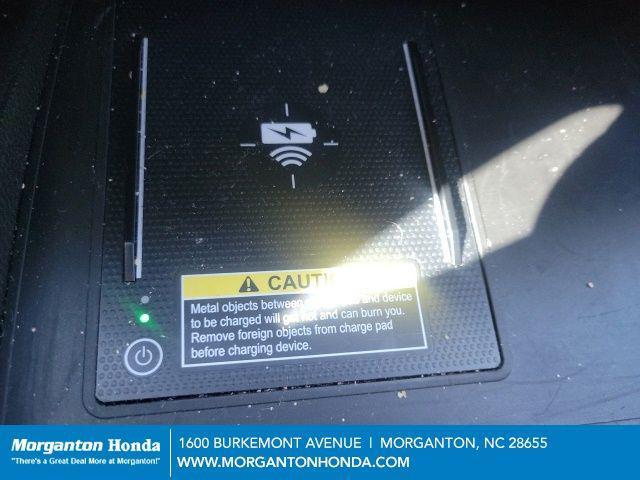 CAUTI
Metal objects between and device
to be charged will get hot and can burn you.
Remove foreign objects from charge pad
before charging device.
Morganton Honda
"There's a Great Deal More at Morganton!"
1600 BURKEMONT AVENUE | MORGANTON, NC 28655
WWW.MORGANTONHONDA.COM